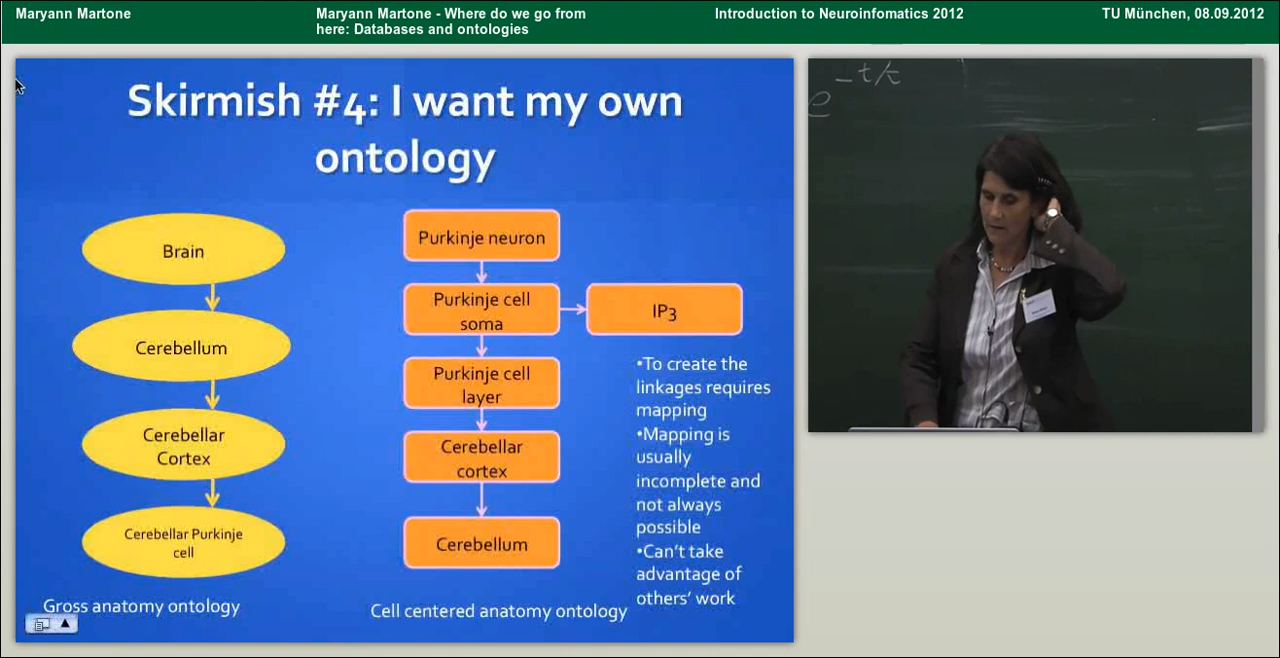 Maryann Martone
Maryann Martone - Where do we go from
here: Databases and ontologies
Introduction to Neuroinfomatics 2012
TU München, 08.09.2012
Skirmish #4: I want my own
ontology
Brain
Cerebellum
Cerebellar
Cortex
Cerebellar Purkinje
cell
Gross anatomy ontology
Purkinje neuron
Purkinje cell
soma
IP3
Purkinje cell
layer
Cerebellar
cortex
Cerebellum
Cell centered anatomy ontology
•To create the
linkages requires
mapping
•Mapping is
usually
incomplete and
not always
possible
•Can't take
advantage of
others' work
e -t/τ